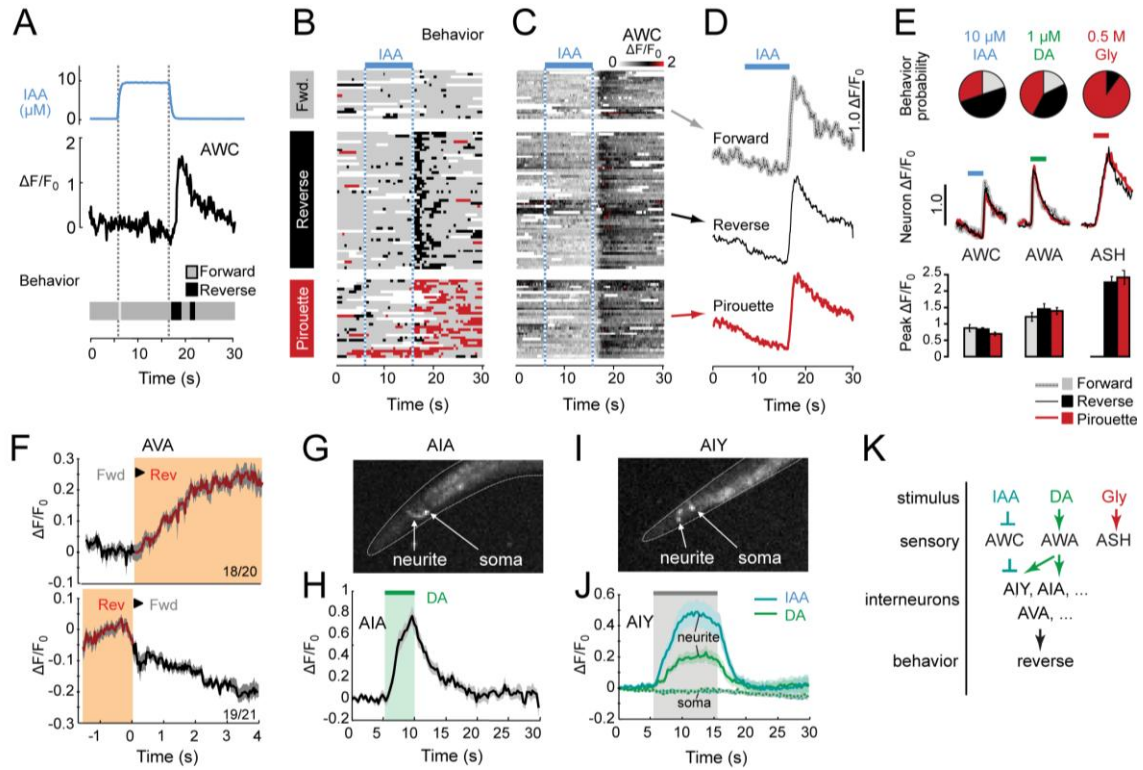 A
IAA
(µM)
10
0
2
1
0
ΔF/F0
AWC
Behavior
Forward
Reverse
0 10 20 30
Time (s)
B
Behavior
IAA
Fwd.
Reverse
Pirouette
0 10 20 30
Time (s)
C
AWC
ΔF/F0
0 2
IAA
0 10 20 30
Time (s)
D
IAA
1.0 ΔF/F0
Forward
Reverse
Pirouette
0 10 20 30
Time (s)
E
10 µM
IAA
1 µM
DA
0.5 M
Gly
Behavior
probability
Neuron ΔF/F0
1.0
AWC AWA ASH
Peak ΔF/F0
2.5
2.0
1.5
1.0
0
Forward
Reverse
Pirouette
F
AVA
Fwd Rev
ΔF/F0
0.3
0.2
0.1
0
-0.1
18/20
Rev Fwd
ΔF/F0
0.1
0
-0.1
-0.2
-0.3
19/21
-1 0 1 2 3 4
Time (s)
G
AIA
neurite soma
H
DA
AIA
ΔF/F0
1
0.8
0.6
0.4
0.2
0
-0.2
0 5 10 15 20 25 30
Time (s)
I
AIY
neurite soma
J
IAA
DA
AIY
neurite
soma
ΔF/F0
0.6
0.4
0.2
0
-0.2
0 5 10 15 20 25 30
Time (s)
K
stimulus IAA DA Gly
sensory AWC AWA ASH
interneurons AIY, AIA, ...
AVA, ...
behavior reverse